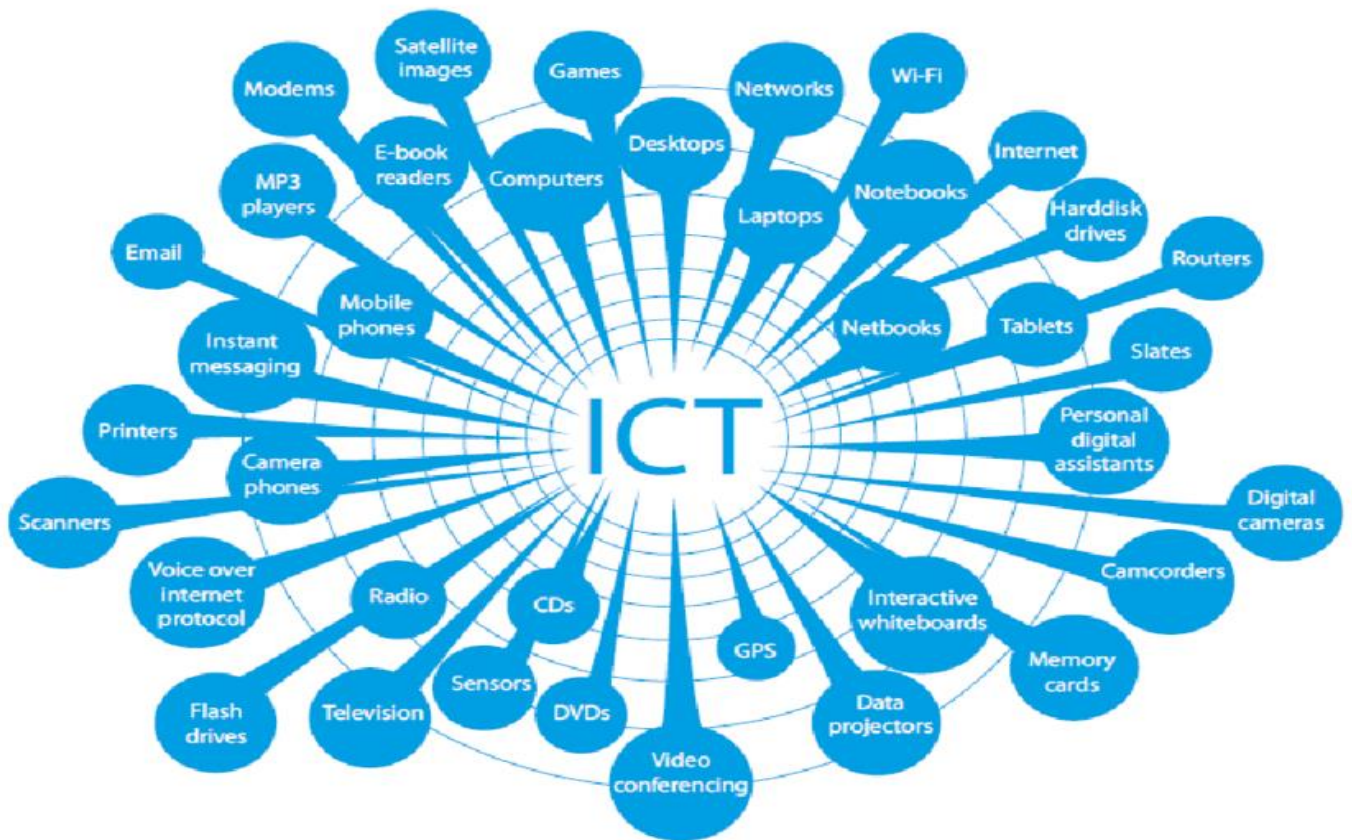 Satellite
images
Games
Networks
Wi-Fi
Modems
Desktops
Internet
E-book
readers
Computers
Notebooks
MP3
players
Laptops
Harddisk
drives
Email
Routers
Mobile
phones
Netbooks
Tablets
Instant
messaging
Slates
ICT
Printers
Personal
digital
assistants
Camera
phones
Scanners
Digital
cameras
Voice over
internet
protocol
Radio
CDs
Interactive
whiteboards
Camcorders
GPS
Memory
cards
Sensors
Flash
drives
Television
DVDs
Data
projectors
Video
conferencing